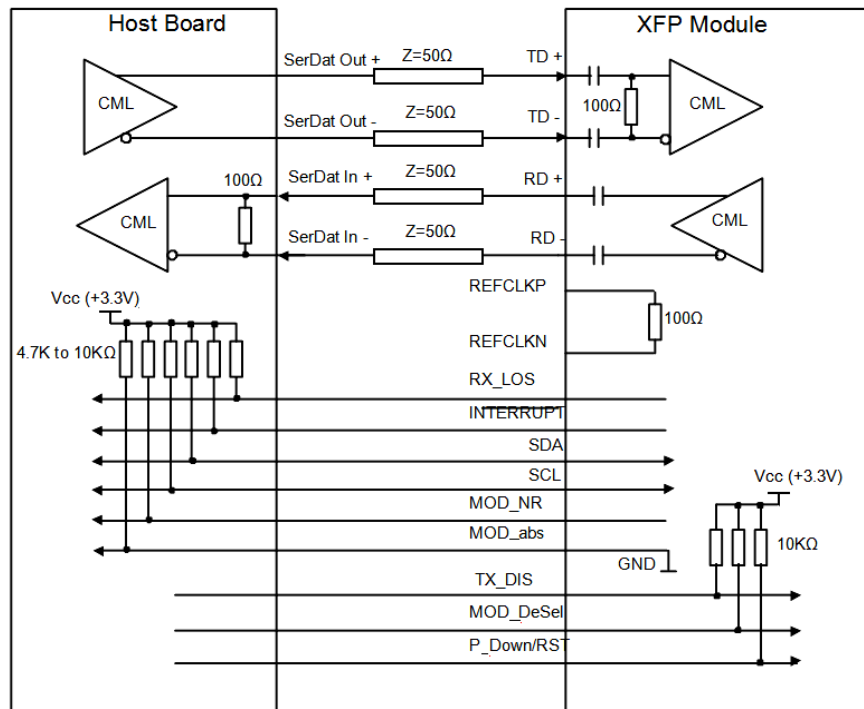 Host Board
XFP Module
SerDat Out +
Z=50Ω
TD +
CML
100Ω
CML
SerDat Out -
Z=50Ω
TD -
SerDat In +
Z=50Ω
RD +
100Ω
CML
CML
SerDat In -
Z=50Ω
RD -
REFCLKP
Vcc (+3.3V)
100Ω
4.7K to 10KΩ
REFCLKN
RX_LOS
INTERRUPT
SDA
SCL
Vcc (+3.3V)
MOD_NR
MOD_abs
10KΩ
GND
TX_DIS
MOD_DeSel
P_Down/RST